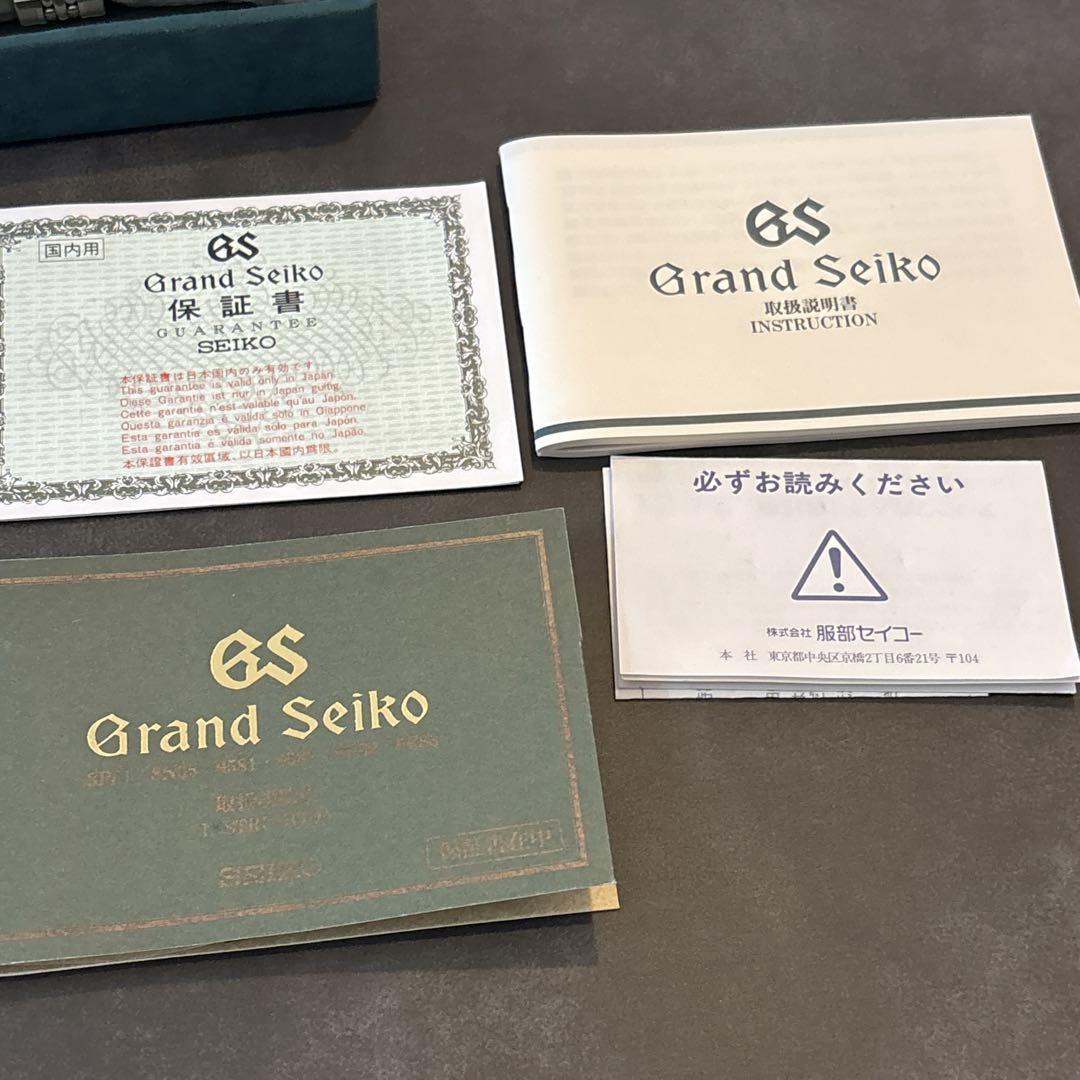 国内用
GS
Grand Seiko
保証書
GUARANTEE
SEIKO
本保証書は日本国内のみ有効です。
This guarantee is valid only in Japan.
Diese Garantie ist nur in Japan gültig.
Cette garantie n'est valable qu'au Japon.
Questa garanzia è valida solo in Giappone.
Esta garantía es válida sólo para Japón.
Esta garantia é válida somente no Japão.
本保證書有效區域，以日本國内爲限。
GS
Grand Seiko
取扱説明書
INSTRUCTION
必ずお読みください
株式会社 服部セイコー
本 社 東京都中央区京橋2丁目6番21号 〒104
GS
Grand Seiko
SEIKO